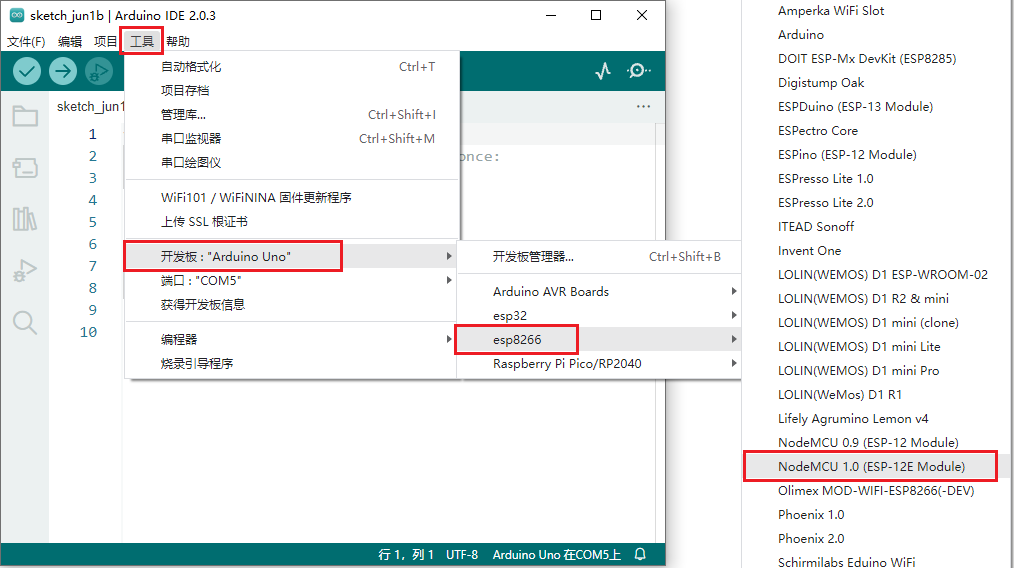 sketch_jun1b | Arduino IDE 2.0.3
文件(F) 编辑 项目 工具 帮助
sketch_jun1
1
2
3
4
5
6
7
8
9
10
once:
自动格式化 Ctrl+T
项目存档
管理库... Ctrl+Shift+I
串口监视器 Ctrl+Shift+M
串口绘图仪
WiFi101 / WiFiNINA 固件更新程序
上传 SSL 根证书
开发板 : "Arduino Uno"
端口 : "COM5"
获得开发板信息
编程器
烧录引导程序
开发板管理器... Ctrl+Shift+B
Arduino AVR Boards
esp32
esp8266
Raspberry Pi Pico/RP2040
Amperka WiFi Slot
Arduino
DOIT ESP-Mx DevKit (ESP8285)
Digistump Oak
ESPDuino (ESP-13 Module)
ESPectro Core
ESPino (ESP-12 Module)
ESPresso Lite 1.0
ESPresso Lite 2.0
ITEAD Sonoff
Invent One
LOLIN(WEMOS) D1 ESP-WROOM-02
LOLIN(WEMOS) D1 R2 & mini
LOLIN(WEMOS) D1 mini (clone)
LOLIN(WEMOS) D1 mini Lite
LOLIN(WEMOS) D1 mini Pro
LOLIN(WeMos) D1 R1
Lifely Agrumino Lemon v4
NodeMCU 0.9 (ESP-12 Module)
NodeMCU 1.0 (ESP-12E Module)
Olimex MOD-WIFI-ESP8266(-DEV)
Phoenix 1.0
Phoenix 2.0
Schirmilabs Eduino WiFi
行 1，列 1 UTF-8 Arduino Uno 在COM5上